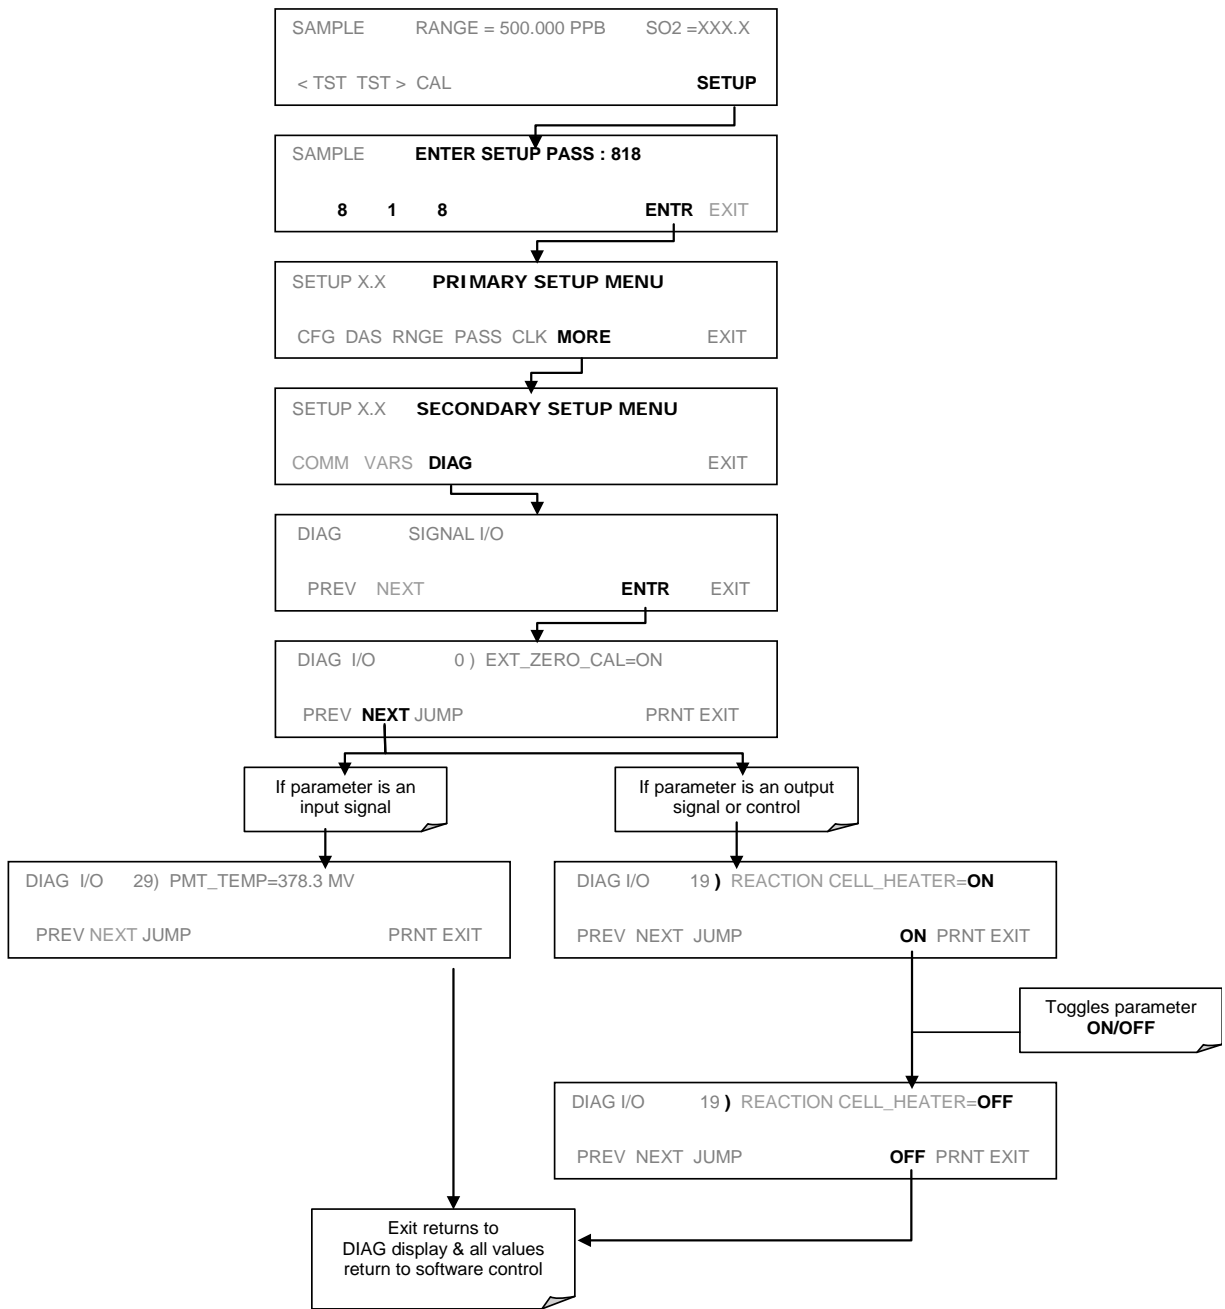 SAMPLE RANGE = 500.000 PPB SO2 =XXX.X
< TST TST > CAL SETUP
SAMPLE ENTER SETUP PASS : 818
8 1 8 ENTR EXIT
SETUP X.X PRIMARY SETUP MENU
CFG DAS RNGE PASS CLK MORE EXIT
SETUP X.X SECONDARY SETUP MENU
COMM VARS DIAG EXIT
DIAG SIGNAL I/O
PREV NEXT ENTR EXIT
DIAG I/O 0 ) EXT_ZERO_CAL=ON
PREV NEXT JUMP PRNT EXIT
If parameter is an
input signal
If parameter is an output
signal or control
DIAG I/O 29) PMT_TEMP=378.3 MV
PREV NEXT JUMP PRNT EXIT
DIAG I/O 19 ) REACTION CELL_HEATER=ON
PREV NEXT JUMP ON PRNT EXIT
Toggles parameter
ON/OFF
DIAG I/O 19 ) REACTION CELL_HEATER=OFF
PREV NEXT JUMP OFF PRNT EXIT
Exit returns to
DIAG display & all values
return to software control